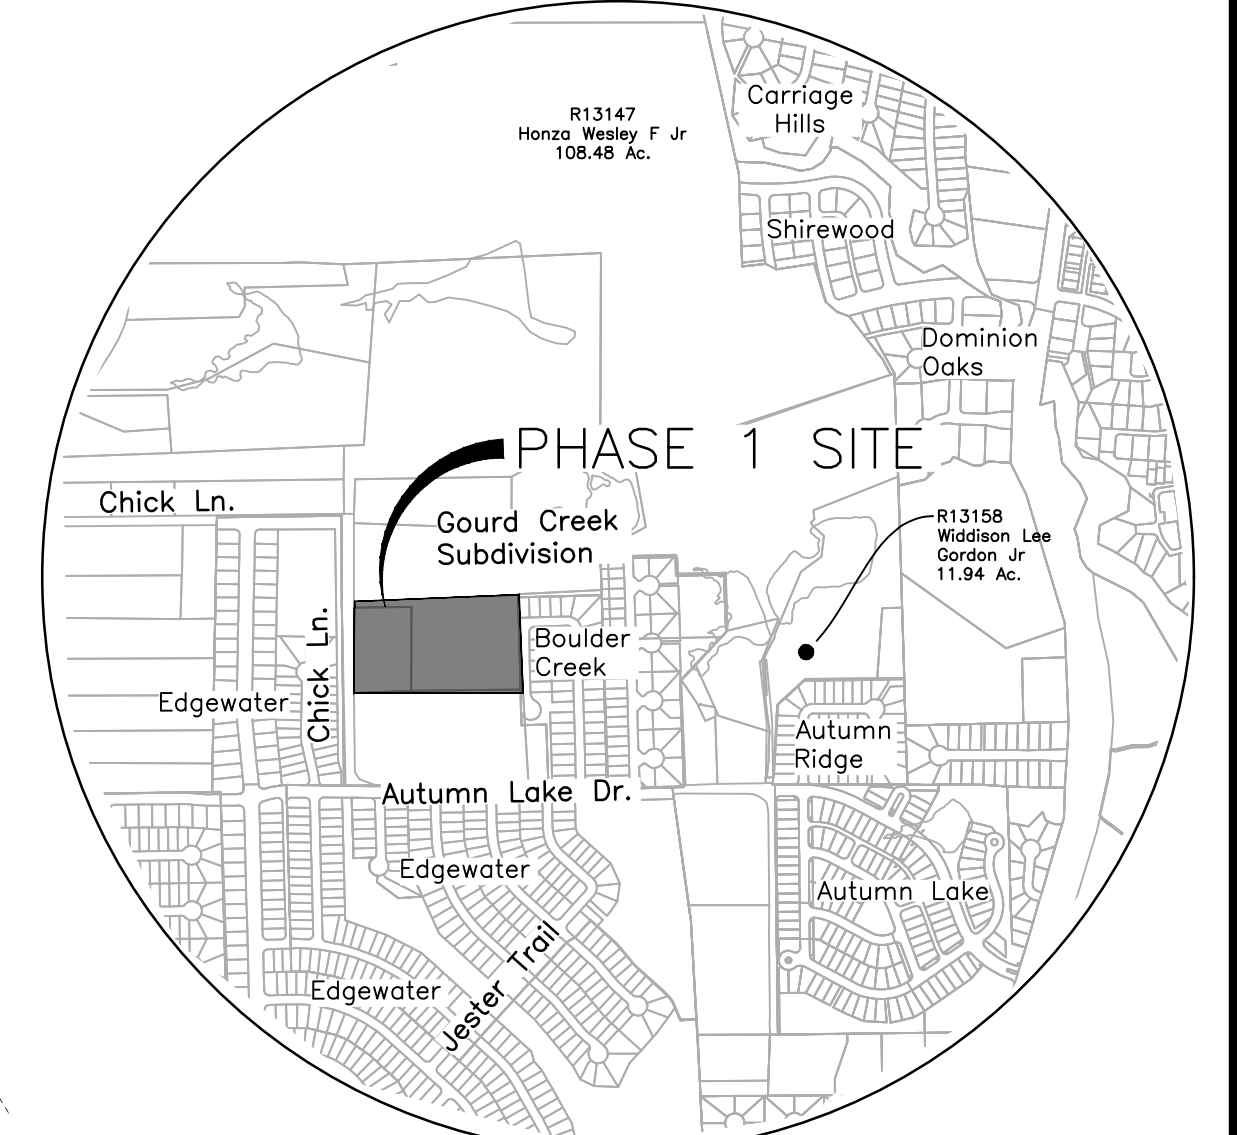 Carriage
Hills
R13147
Honza Wesley F Jr
108.48 Ac.
Shirewood
Dominion
Oaks
PHASE 1 SITE
Chick Ln.
Gourd Creek
Subdivision
R13158
Widdison Lee
Gordon Jr
11.94 Ac.
Boulder
Creek
Chick Ln.
Edgewater
Autumn
Ridge
Autumn Lake Dr.
Edgewater
Autumn Lake
Jester Trail
Edgewater